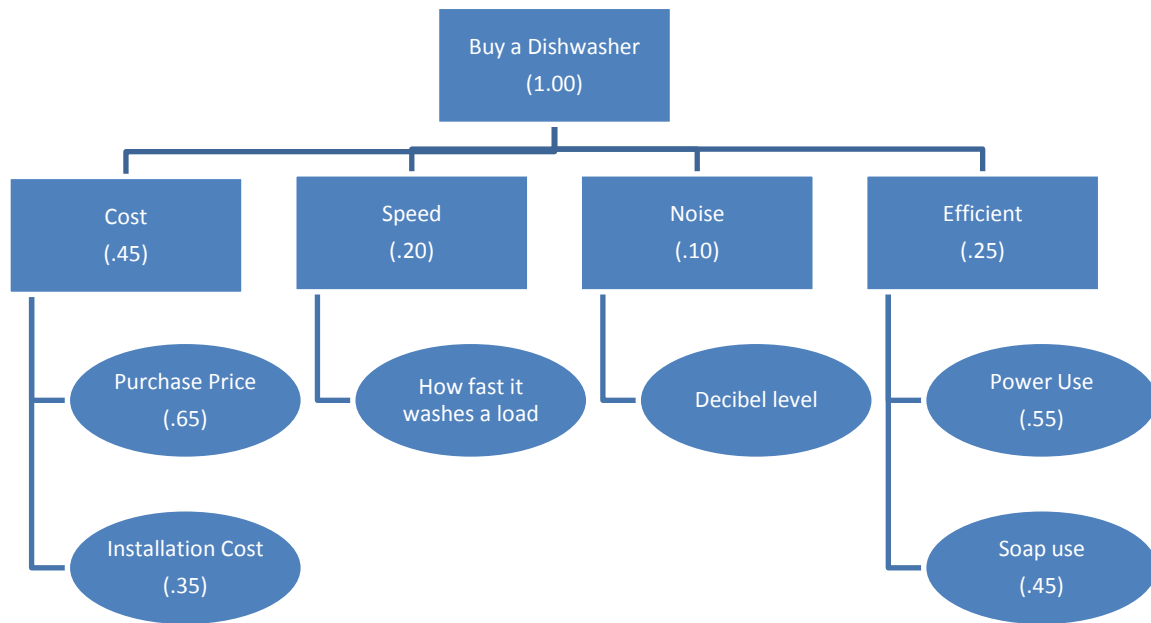 Buy a Dishwasher
(1.00)
Cost
(.45)
Speed
(.20)
Noise
(.10)
Efficient
(.25)
Purchase Price
(.65)
How fast it
washes a load
Decibel level
Power Use
(.55)
Installation Cost
(.35)
Soap use
(.45)